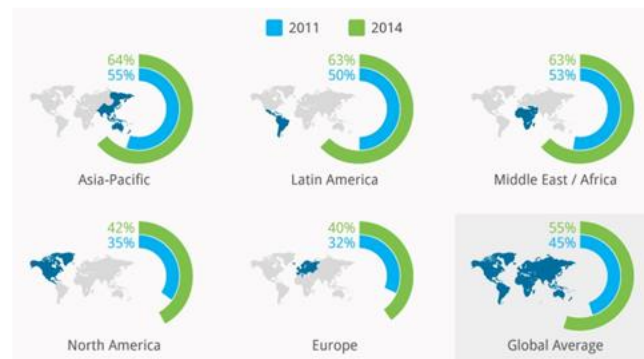 2011 2014
64% 63% 63%
55% 50% 53%
Asia-Pacific Latin America Middle East / Africa
42% 40% 55%
35% 32% 45%
North America Europe Global Average